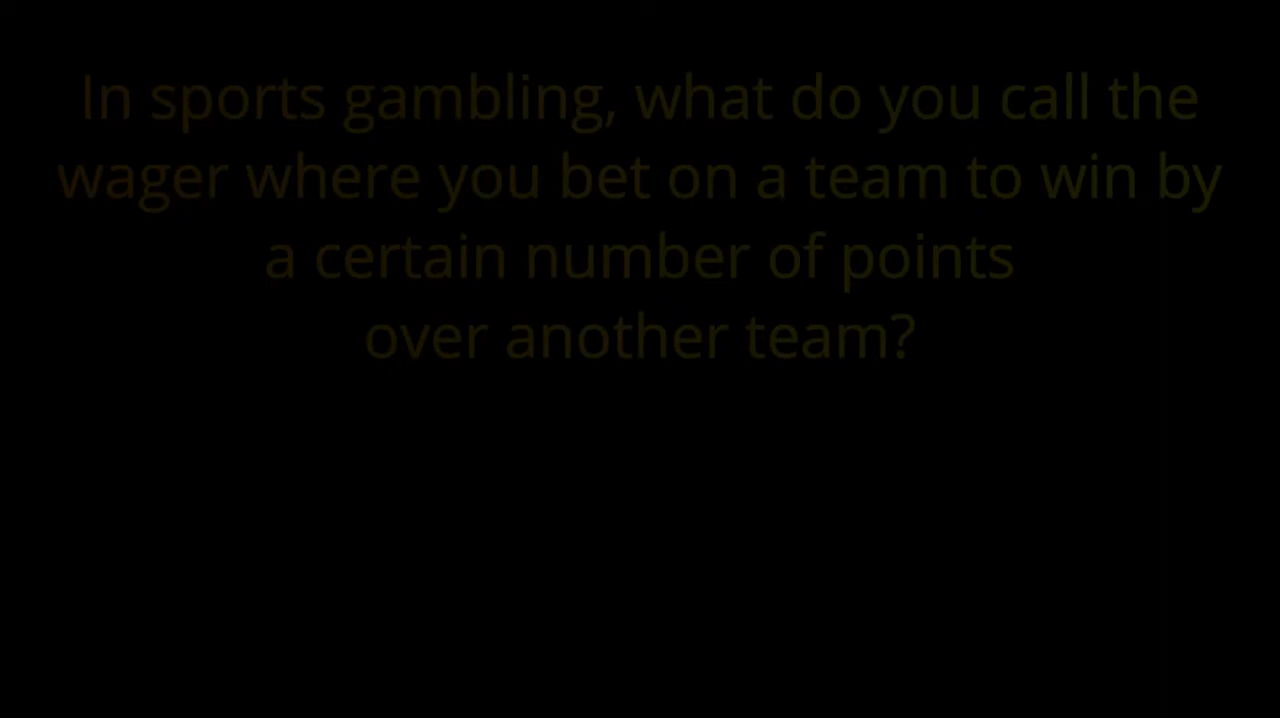 In sports gambling, what do you call the
wager where you bet on a team to win by
a certain number of points
over another team?